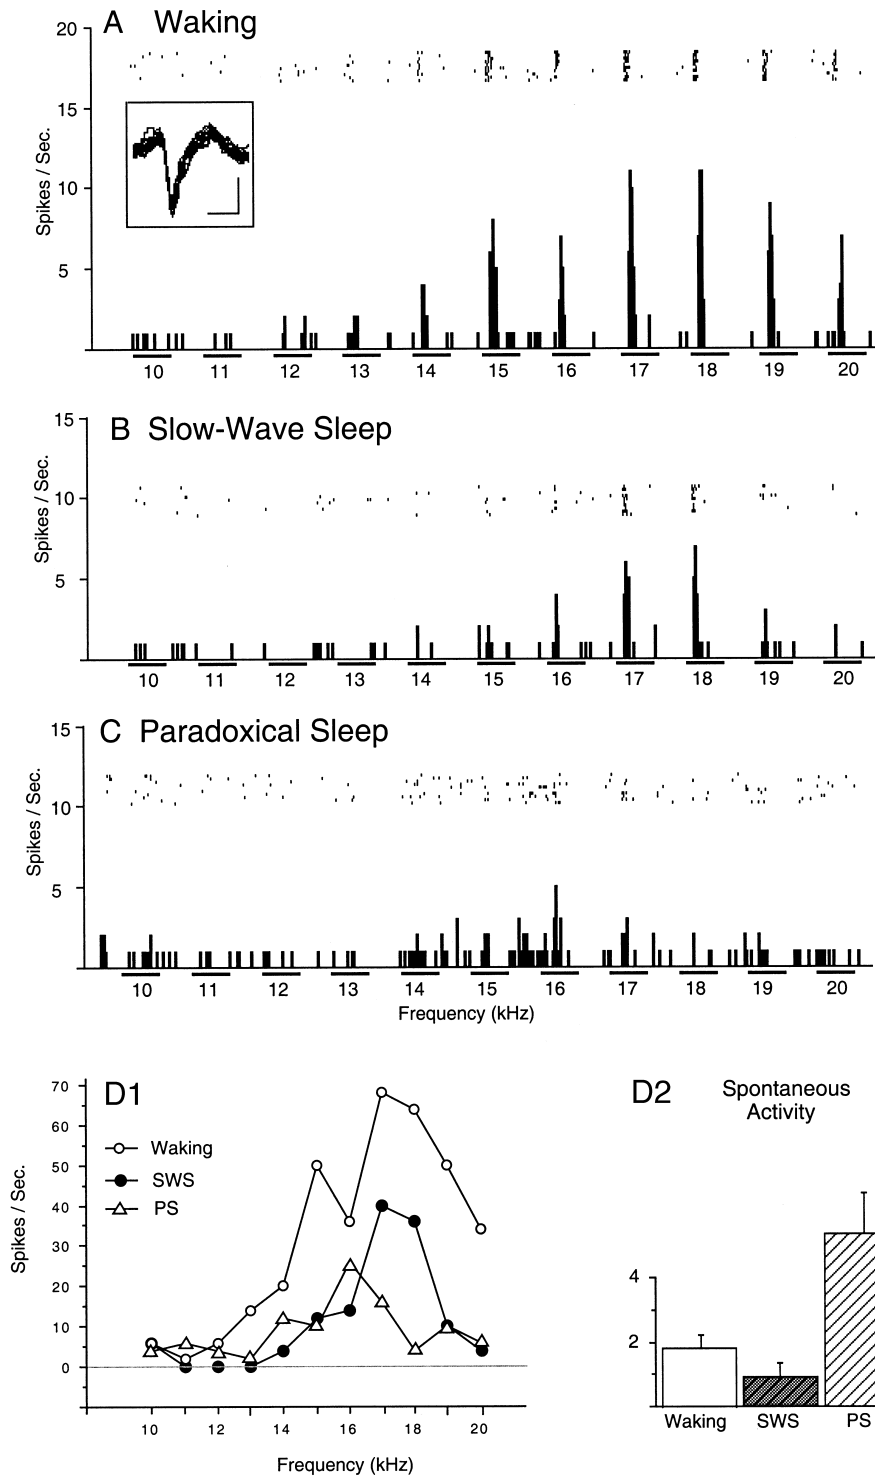 A Waking
20
15
10
5
Spikes / Sec.
10 11 12 13 14 15 16 17 18 19 20
B Slow-Wave Sleep
15
10
5
Spikes / Sec.
10 11 12 13 14 15 16 17 18 19 20
C Paradoxical Sleep
15
10
5
Spikes / Sec.
10 11 12 13 14 15 16 17 18 19 20
Frequency (kHz)
D1
70
60
50
40
30
20
10
0
Spikes / Sec.
Waking
SWS
PS
10 12 14 16 18 20
Frequency (kHz)
D2 Spontaneous
Activity
4
2
Waking SWS PS